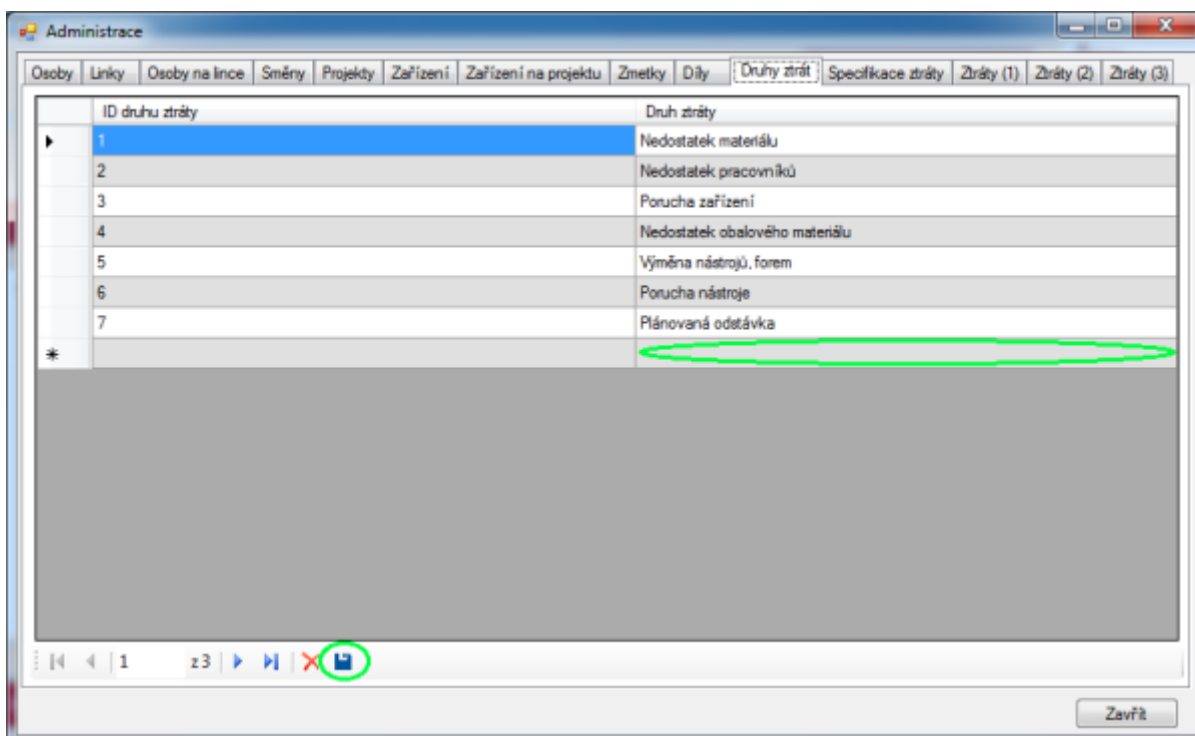 Administrace
Osoby Linky Osoby na lince Směny Projekty Zařízení Zařízení na projektu Zmetky Díly Druhy ztrát Specifikace ztráty Ztráty (1) Ztráty (2) Ztráty (3)
ID druhu ztráty Druh ztráty
1 Nedostatek materiálu
2 Nedostatek pracovníků
3 Porucha zařízení
4 Nedostatek obalového materiálu
5 Výměna nástrojů, forem
6 Porucha nástroje
7 Plánovaná odstávka
1 z 3
Zavřít